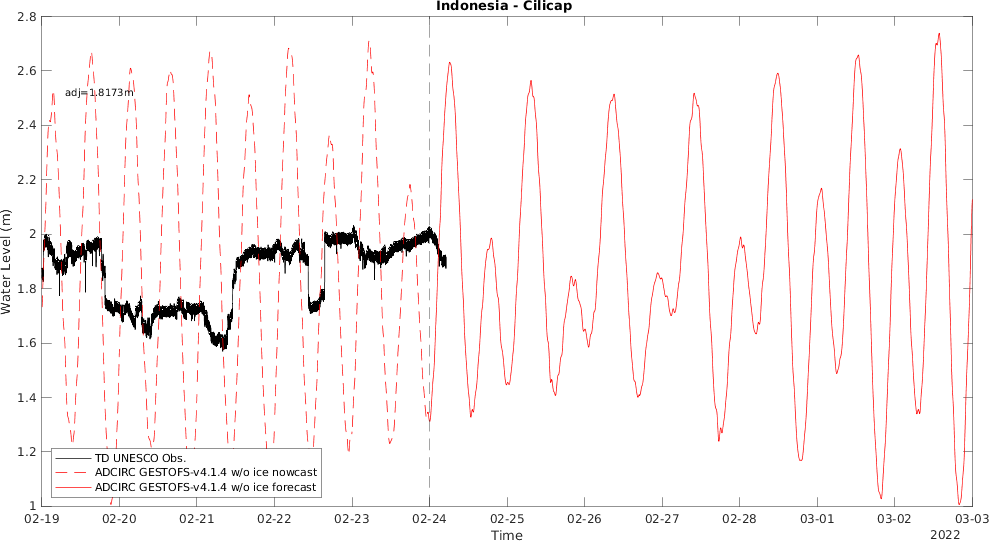 Indonesia - Cilicap
2.8
2.6
2.4
2.2
2
1.8
1.6
1.4
1.2
1
Water Level (m)
adj=1.8173m
TD UNESCO Obs.
ADCIRC GESTOFS-v4.1.4 w/o ice nowcast
ADCIRC GESTOFS-v4.1.4 w/o ice forecast
02-19 02-20 02-21 02-22 02-23 02-24 02-25 02-26 02-27 02-28 03-01 03-02 03-03
Time
2022